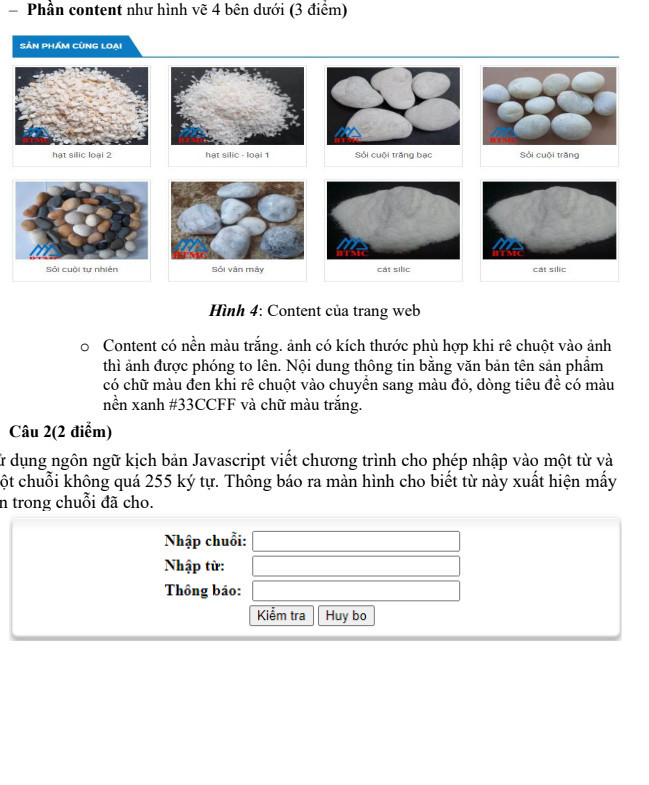 – Phần content như hình vẽ 4 bên dưới (3 điểm)
SẢN PHẨM CÙNG LOẠI
BTMC BTMC BTMC BTMC
hạt silic loại 2 hạt silic - loại 1 Sỏi cuội trắng bạc Sỏi cuội trắng
BTMC BTMC BTMC BTMC
Sỏi cuội tự nhiên Sỏi vân mây cát silic cát silic
Hình 4: Content của trang web
o Content có nền màu trắng. ảnh có kích thước phù hợp khi rê chuột vào ảnh
thì ảnh được phóng to lên. Nội dung thông tin bằng văn bản tên sản phẩm
có chữ màu đen khi rê chuột vào chuyển sang màu đỏ, dòng tiêu đề có màu
nền xanh #33CCFF và chữ màu trắng.
Câu 2(2 điểm)
dụng ngôn ngữ kịch bản Javascript viết chương trình cho phép nhập vào một từ và
ột chuỗi không quá 255 ký tự. Thông báo ra màn hình cho biết từ này xuất hiện mấy
n trong chuỗi đã cho.
Nhập chuỗi:
Nhập từ:
Thông báo:
Kiểm tra Huy bo